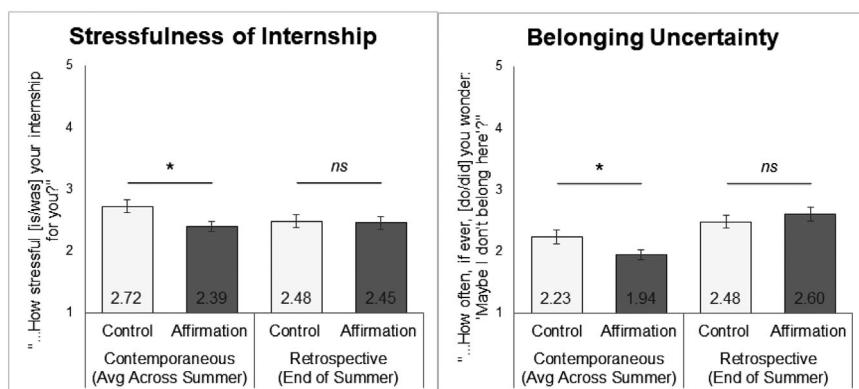 Stressfulness of Internship
"...How stressful [is/was] your internship
for you?"
5
4
3
2
1
*
ns
2.72
2.39
2.48
2.45
Control Affirmation Control Affirmation
Contemporaneous Retrospective
(Avg Across Summer) (End of Summer)
Belonging Uncertainty
"...How often, if ever, [do/did] you wonder:
'Maybe I don't belong here'?"
5
4
3
2
1
*
ns
2.23
1.94
2.48
2.60
Control Affirmation Control Affirmation
Contemporaneous Retrospective
(Avg Across Summer) (End of Summer)